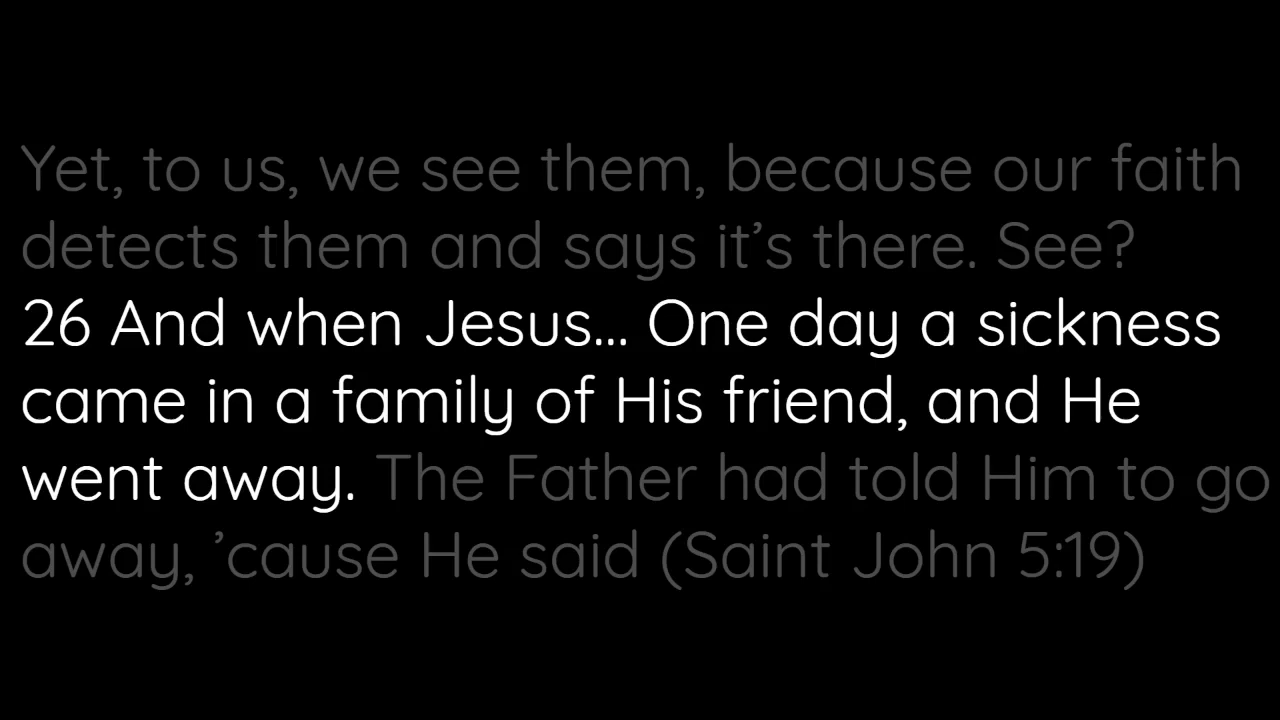 Yet, to us, we see them, because our faith
detects them and says it’s there. See?
26 And when Jesus... One day a sickness
came in a family of His friend, and He
went away. The Father had told Him to go
away, ’cause He said (Saint John 5:19)